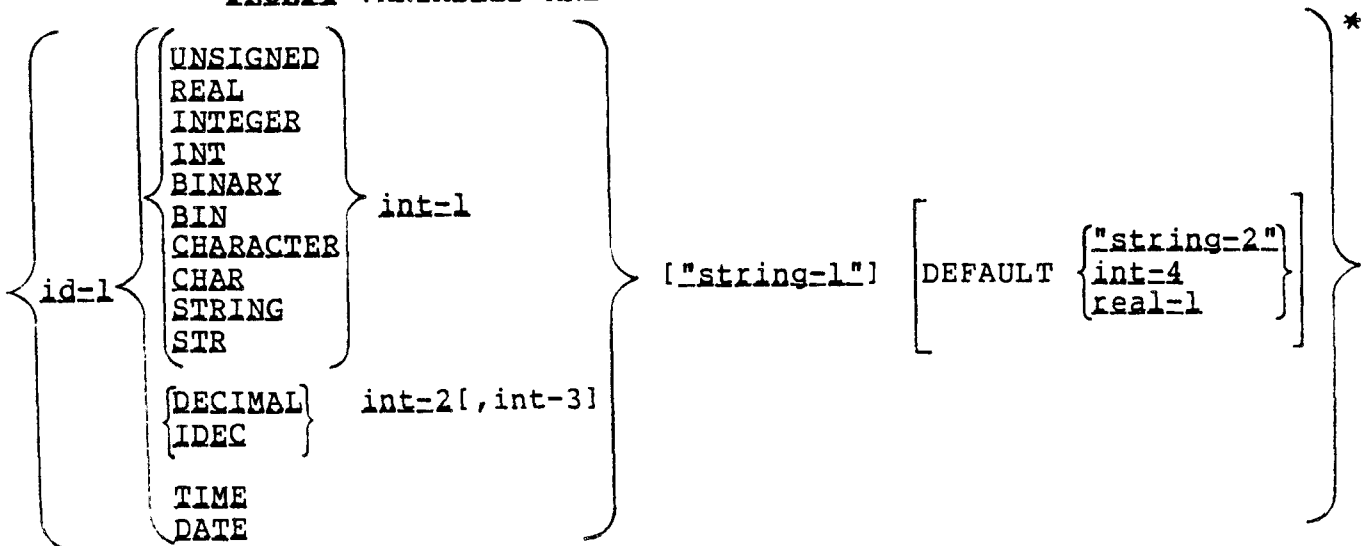 VARIABLES
UNSIGNED
REAL
INTEGER
INT
BINARY
BIN
CHARACTER
CHAR
STRING
STR
int-1
id-1
["string-1"]
DEFAULT
"string-2"
int-4
real-1
*
DECIMAL
IDEC
int-2[,int-3]
TIME
DATE